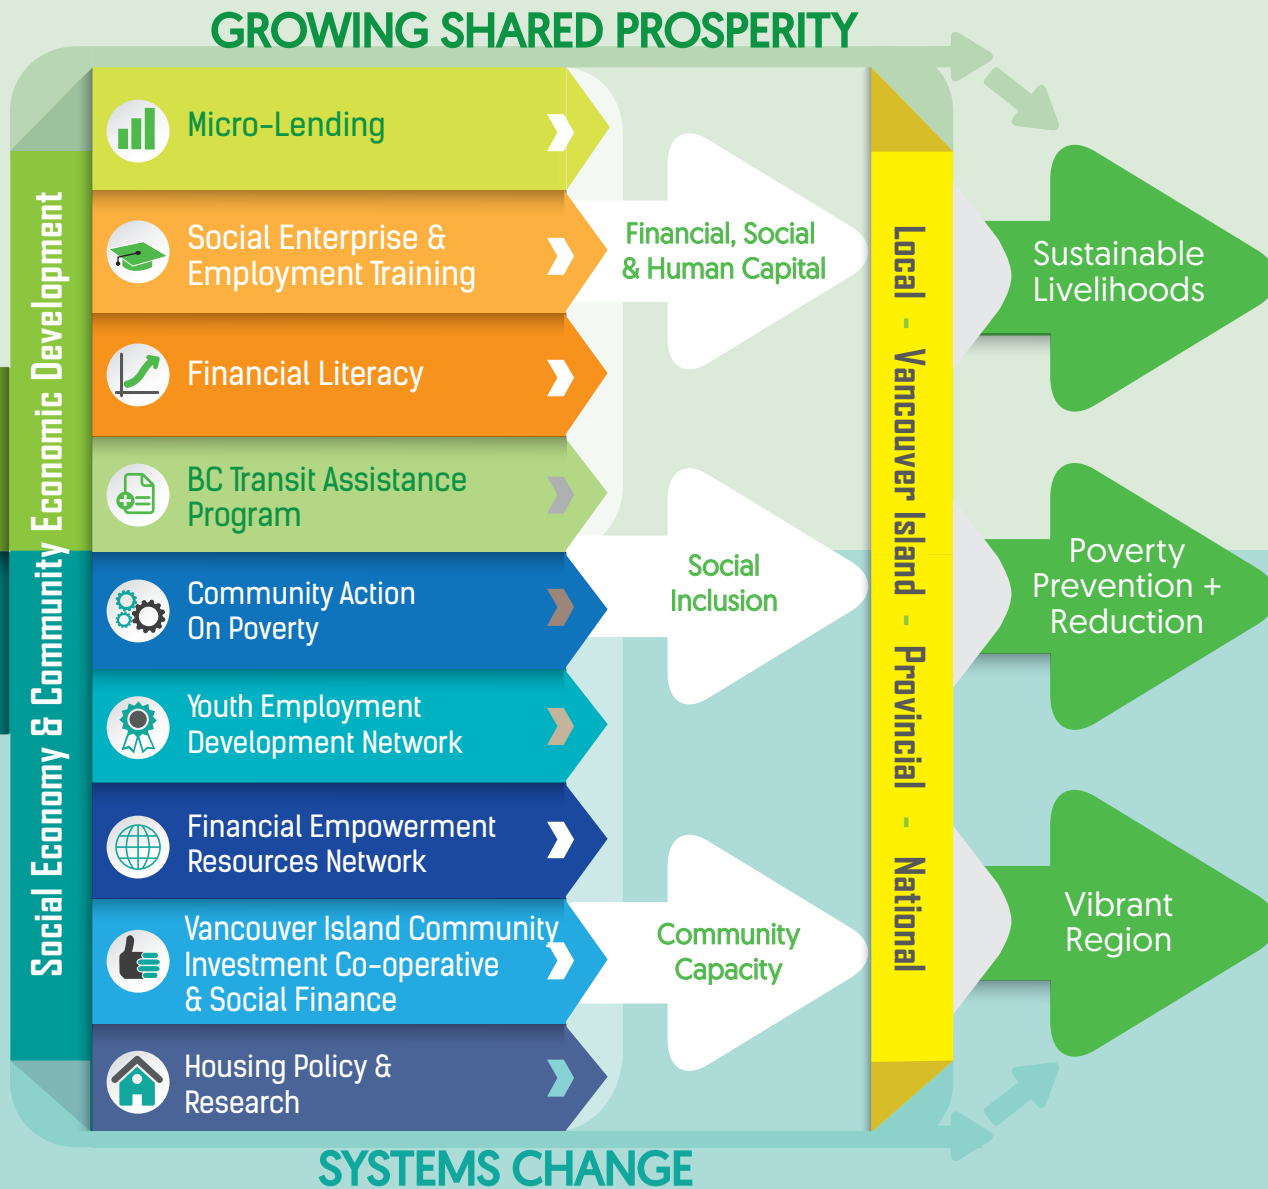 GROWING SHARED PROSPERITY
Social Economy & Community Economic Development
Micro-Lending
Social Enterprise &
Employment Training
Financial Literacy
BC Transit Assistance
Program
Community Action
On Poverty
Youth Employment
Development Network
Financial Empowerment
Resources Network
Vancouver Island Community
Investment Co-operative
& Social Finance
Housing Policy &
Research
Financial, Social
& Human Capital
Social
Inclusion
Community
Capacity
Local - Vancouver Island - Provincial - National
Sustainable
Livelihoods
Poverty
Prevention +
Reduction
Vibrant
Region
SYSTEMS CHANGE